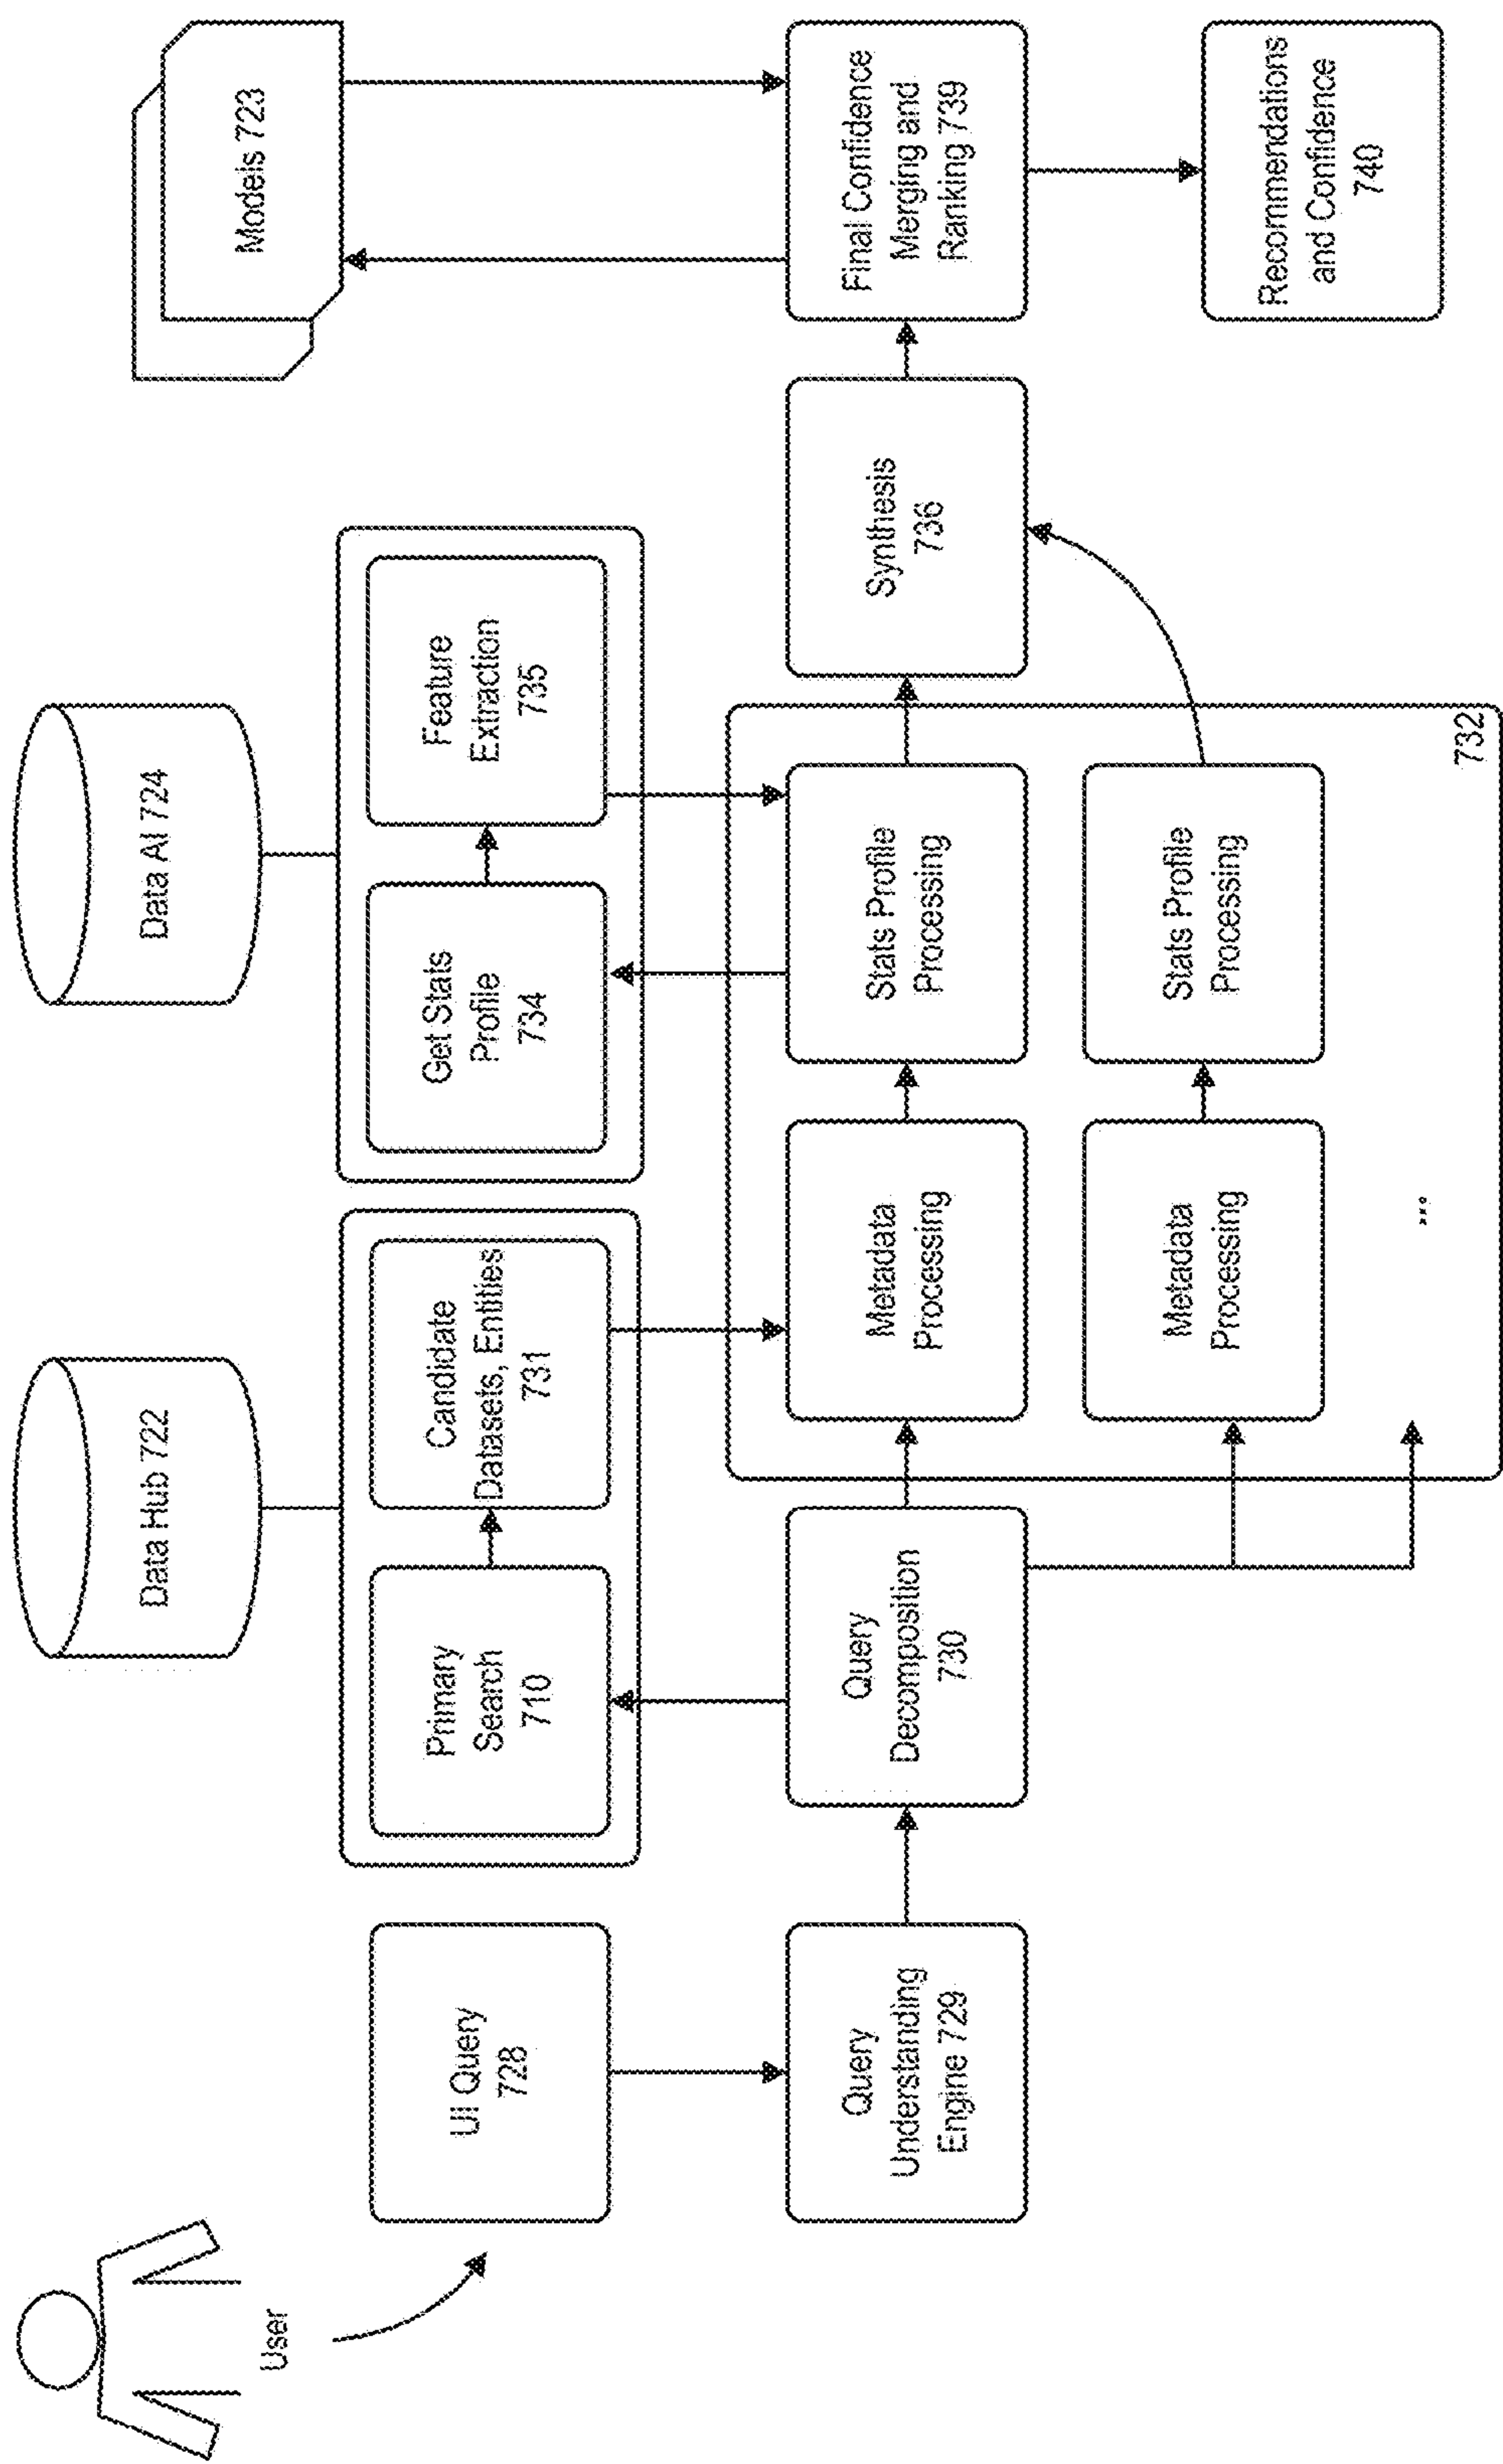 User
UI Query
728
Query
Understanding
Engine 729
Data Hub 722
Primary
Search
710
Candidate
Datasets, Entities
731
Query
Decomposition
730
Data AI 724
Get Stats
Profile
734
Feature
Extraction
735
Metadata
Processing
Stats Profile
Processing
Metadata
Processing
Stats Profile
Processing
...
732
Synthesis
736
Models 723
Final Confidence
Merging and
Ranking 739
Recommendations
and Confidence
740